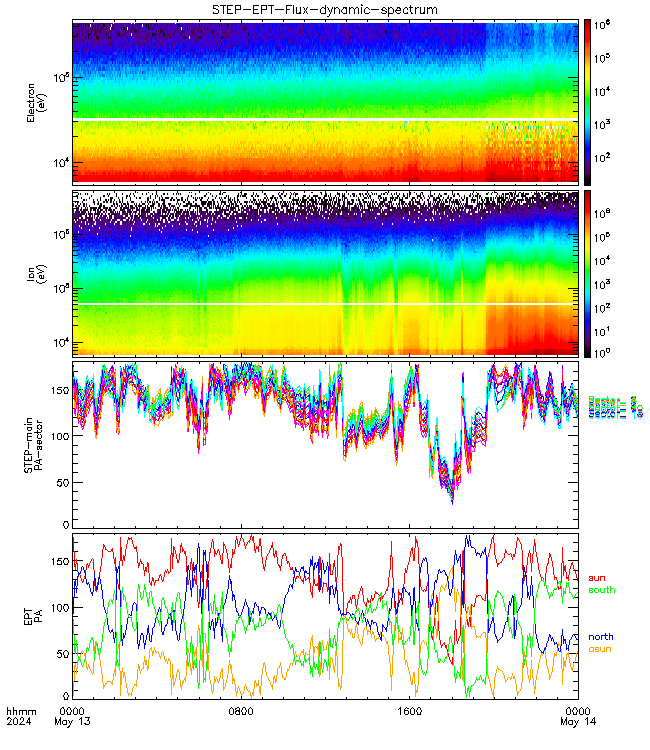 STEP-EPT-Flux-dynamic-spectrum
Electron
(eV)
10⁵
10⁴
10⁶
10⁵
10⁴
10³
10²
Ion
(eV)
10⁶
10⁵
10⁴
10⁶
10⁵
10⁴
10³
10²
10¹
10⁰
STEP-main
PA-sector
150
100
50
0
EPT
PA
150
100
50
0
sun
south
north
asun
hhmm
2024
0000
0800
1600
0000
May 13
May 14